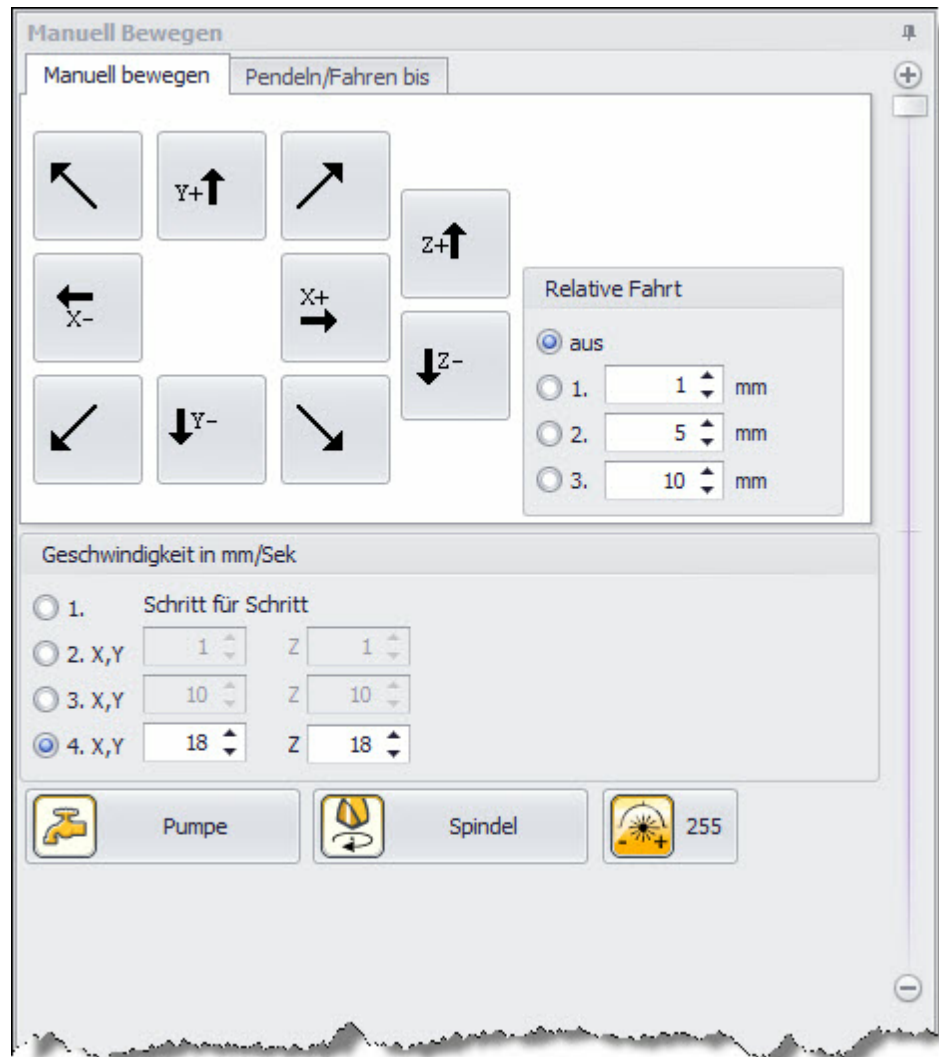 Manuell Bewegen
Manuell bewegen Pendeln/Fahren bis
Y+
Z+
X-
X+
Z-
Y-
Relative Fahrt
aus
1. 1 mm
2. 5 mm
3. 10 mm
Geschwindigkeit in mm/Sek
1. Schritt für Schritt
2. X,Y 1 Z 1
3. X,Y 10 Z 10
4. X,Y 18 Z 18
Pumpe Spindel - + 255